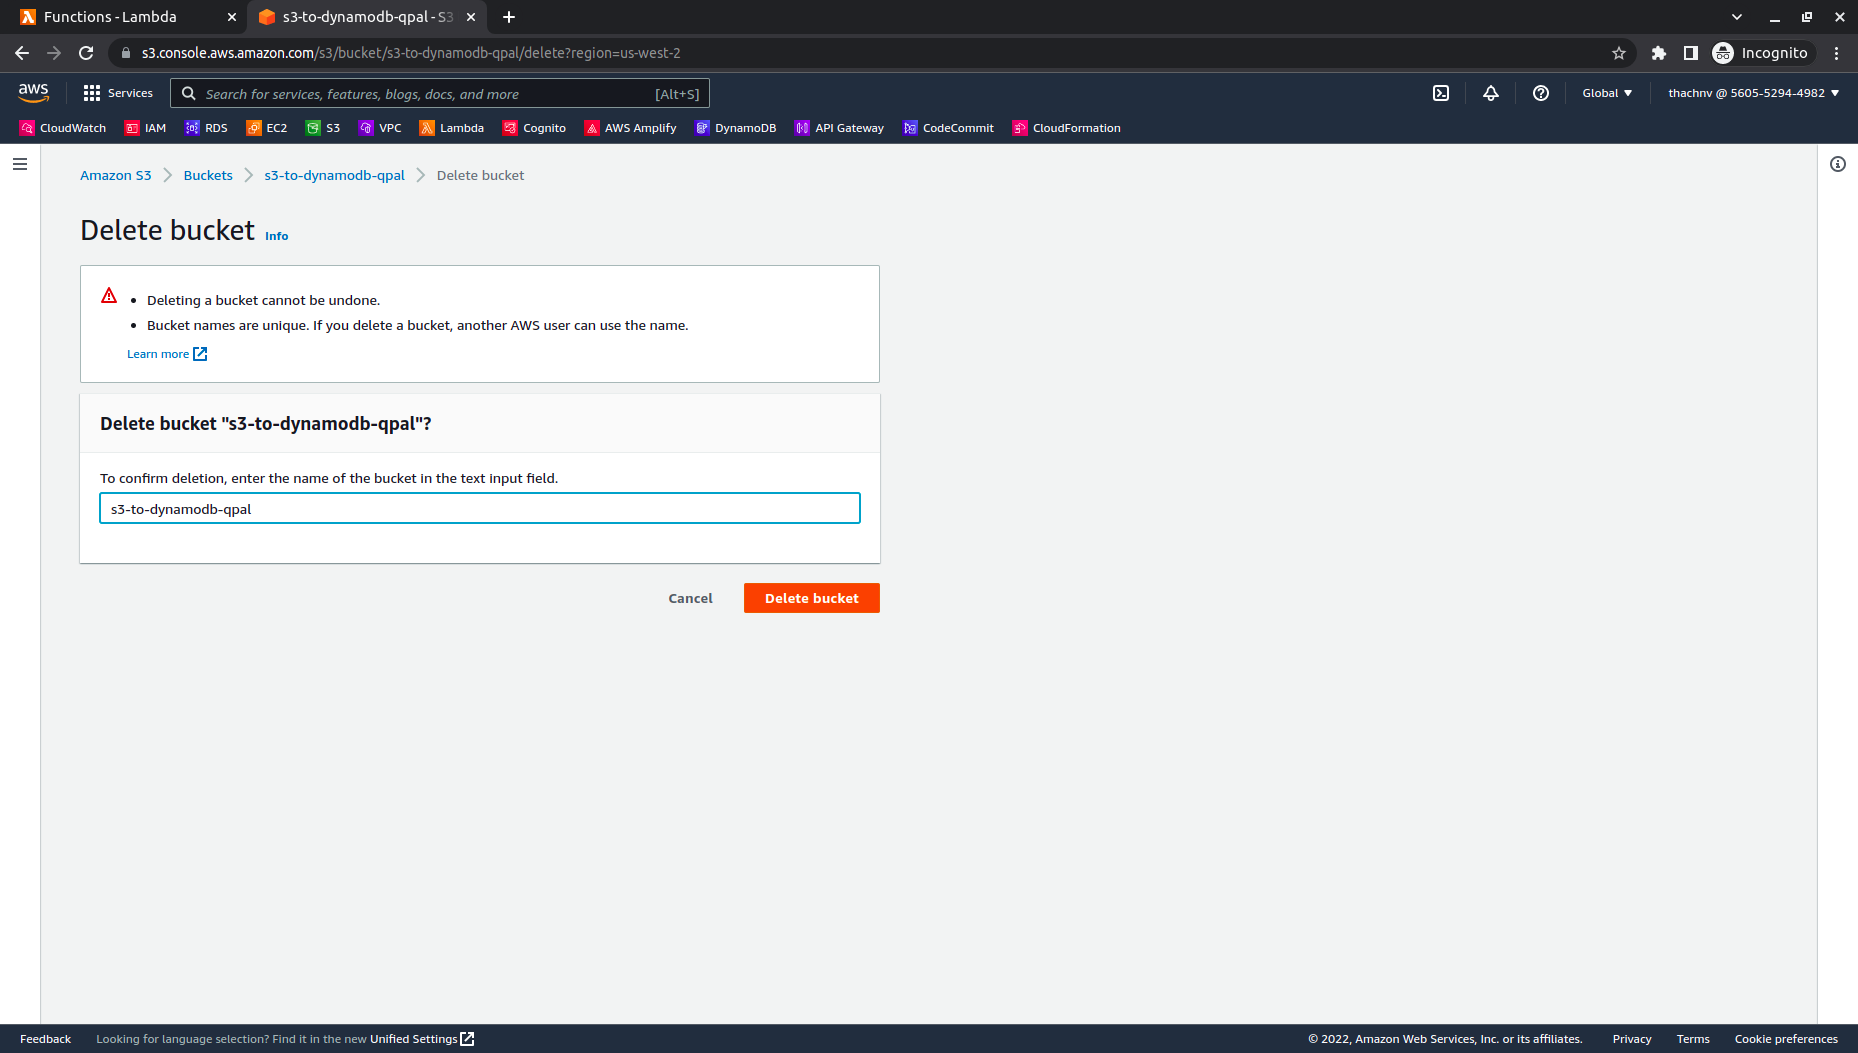 Functions - Lambda
s3-to-dynamodb-qpal - S3
s3.console.aws.amazon.com/s3/bucket/s3-to-dynamodb-qpal/delete?region=us-west-2
Incognito
aws
Services
Search for services, features, blogs, docs, and more
[Alt+S]
Global
thachnv @ 5605-5294-4982
CloudWatch
IAM
RDS
EC2
S3
VPC
Lambda
Cognito
AWS Amplify
DynamoDB
API Gateway
CodeCommit
CloudFormation
Amazon S3
Buckets
s3-to-dynamodb-qpal
Delete bucket
Delete bucket
Info
Deleting a bucket cannot be undone.
Bucket names are unique. If you delete a bucket, another AWS user can use the name.
Learn more
Delete bucket "s3-to-dynamodb-qpal"?
To confirm deletion, enter the name of the bucket in the text input field.
s3-to-dynamodb-qpal
Cancel
Delete bucket
Feedback
Looking for language selection? Find it in the new Unified Settings
© 2022, Amazon Web Services, Inc. or its affiliates.
Privacy
Terms
Cookie preferences